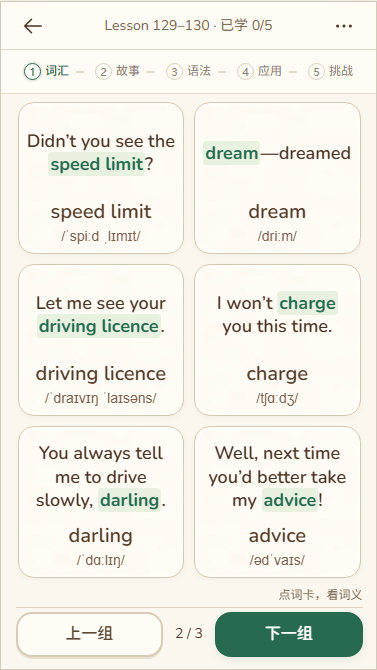 Lesson 129–130 · 已学 0/5
1 词汇 – 2 故事 – 3 语法 – 4 应用 – 5 挑战
Didn't you see the
speed limit?
speed limit
/ˈspiːd ˌlɪmɪt/
dream—dreamed
dream
/driːm/
Let me see your
driving licence.
driving licence
/ˈdraɪvɪŋ ˈlaɪsəns/
I won't charge
you this time.
charge
/tʃɑːdʒ/
You always tell
me to drive
slowly, darling.
darling
/ˈdɑːlɪŋ/
Well, next time
you'd better take
my advice!
advice
/ədˈvaɪs/
点词卡，看词义
上一组 2 / 3 下一组